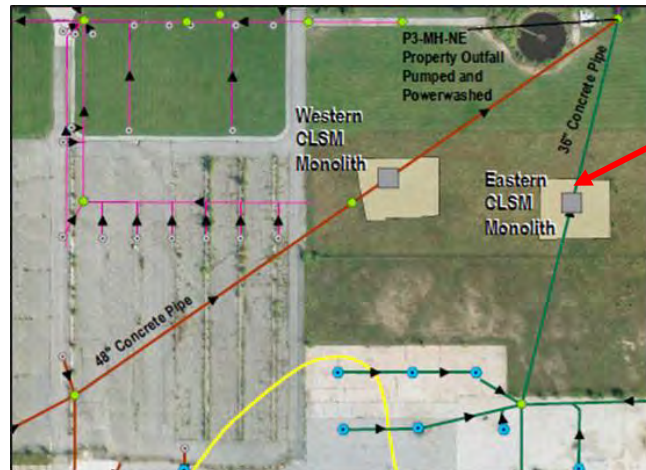 P3-MH-NE
Property Outfall
Pumped and
Powerwashed
Western
CLSM
Monolith
36" Concrete Pipe
Eastern
CLSM
Monolith
48" Concrete Pipe